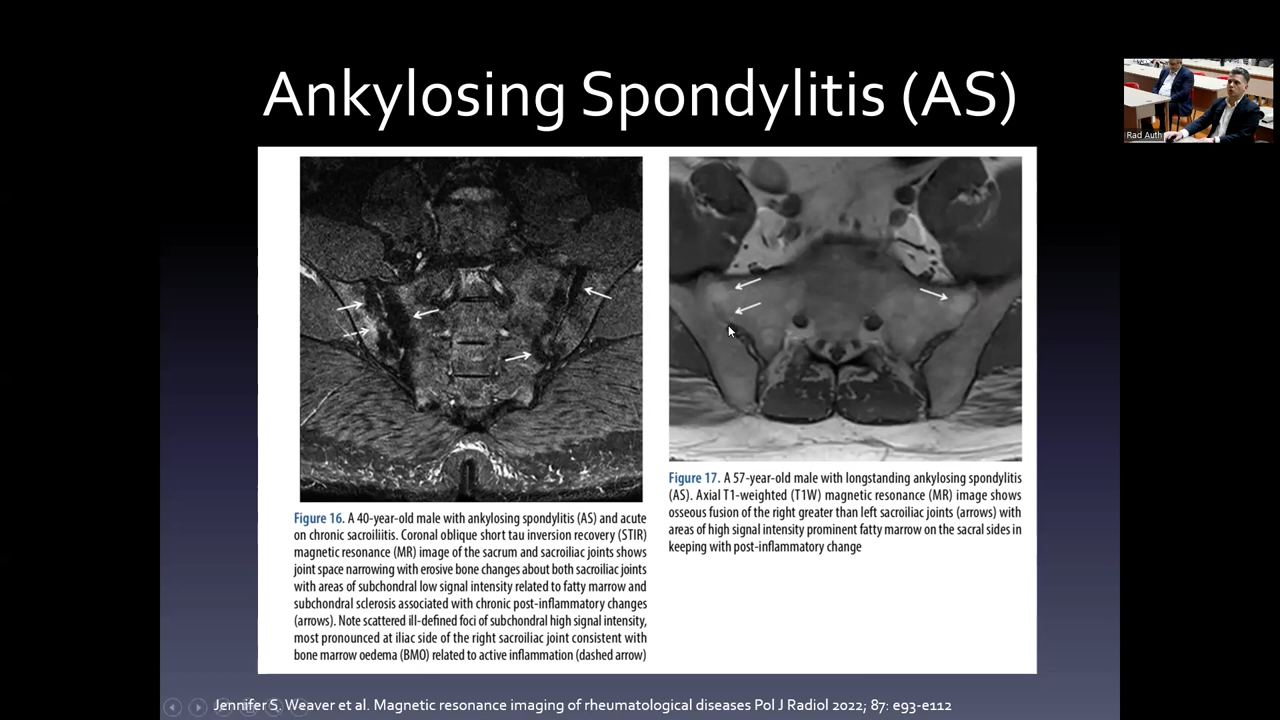 Ankylosing Spondylitis (AS)
Rad Auth
Figure 16. A 40-year-old male with ankylosing spondylitis (AS) and acute
on chronic sacroiliitis. Coronal oblique short tau inversion recovery (STIR)
magnetic resonance (MR) image of the sacrum and sacroiliac joints shows
joint space narrowing with erosive bone changes about both sacroiliac joints
with areas of subchondral low signal intensity related to fatty marrow and
subchondral sclerosis associated with chronic post-inflammatory changes
(arrows). Note scattered ill-defined foci of subchondral high signal intensity,
most pronounced at iliac side of the right sacroiliac joint consistent with
bone marrow oedema (BMO) related to active inflammation (dashed arrow)
Figure 17. A 57-year-old male with longstanding ankylosing spondylitis
(AS). Axial T1-weighted (T1W) magnetic resonance (MR) image shows
osseous fusion of the right greater than left sacroiliac joints (arrows) with
areas of high signal intensity prominent fatty marrow on the sacral sides in
keeping with post-inflammatory change
Jennifer S. Weaver et al. Magnetic resonance imaging of rheumatological diseases Pol J Radiol 2022; 87: e93-e112